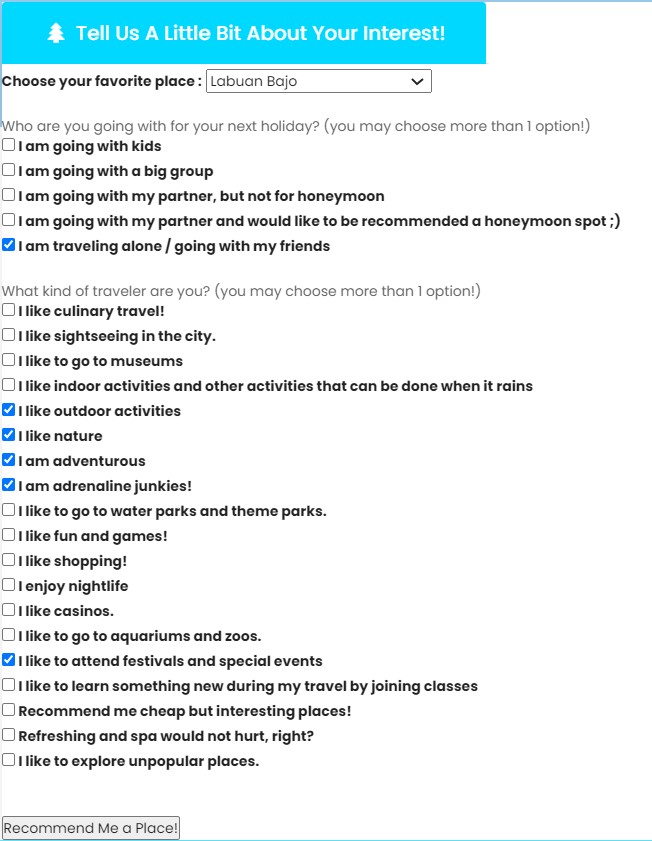 Tell Us A Little Bit About Your Interest!
Choose your favorite place : Labuan Bajo
Who are you going with for your next holiday? (you may choose more than 1 option!)
I am going with kids
I am going with a big group
I am going with my partner, but not for honeymoon
I am going with my partner and would like to be recommended a honeymoon spot ;)
I am traveling alone / going with my friends
What kind of traveler are you? (you may choose more than 1 option!)
I like culinary travel!
I like sightseeing in the city.
I like to go to museums
I like indoor activities and other activities that can be done when it rains
I like outdoor activities
I like nature
I am adventurous
I am adrenaline junkies!
I like to go to water parks and theme parks.
I like fun and games!
I like shopping!
I enjoy nightlife
I like casinos.
I like to go to aquariums and zoos.
I like to attend festivals and special events
I like to learn something new during my travel by joining classes
Recommend me cheap but interesting places!
Refreshing and spa would not hurt, right?
I like to explore unpopular places.
Recommend Me a Place!